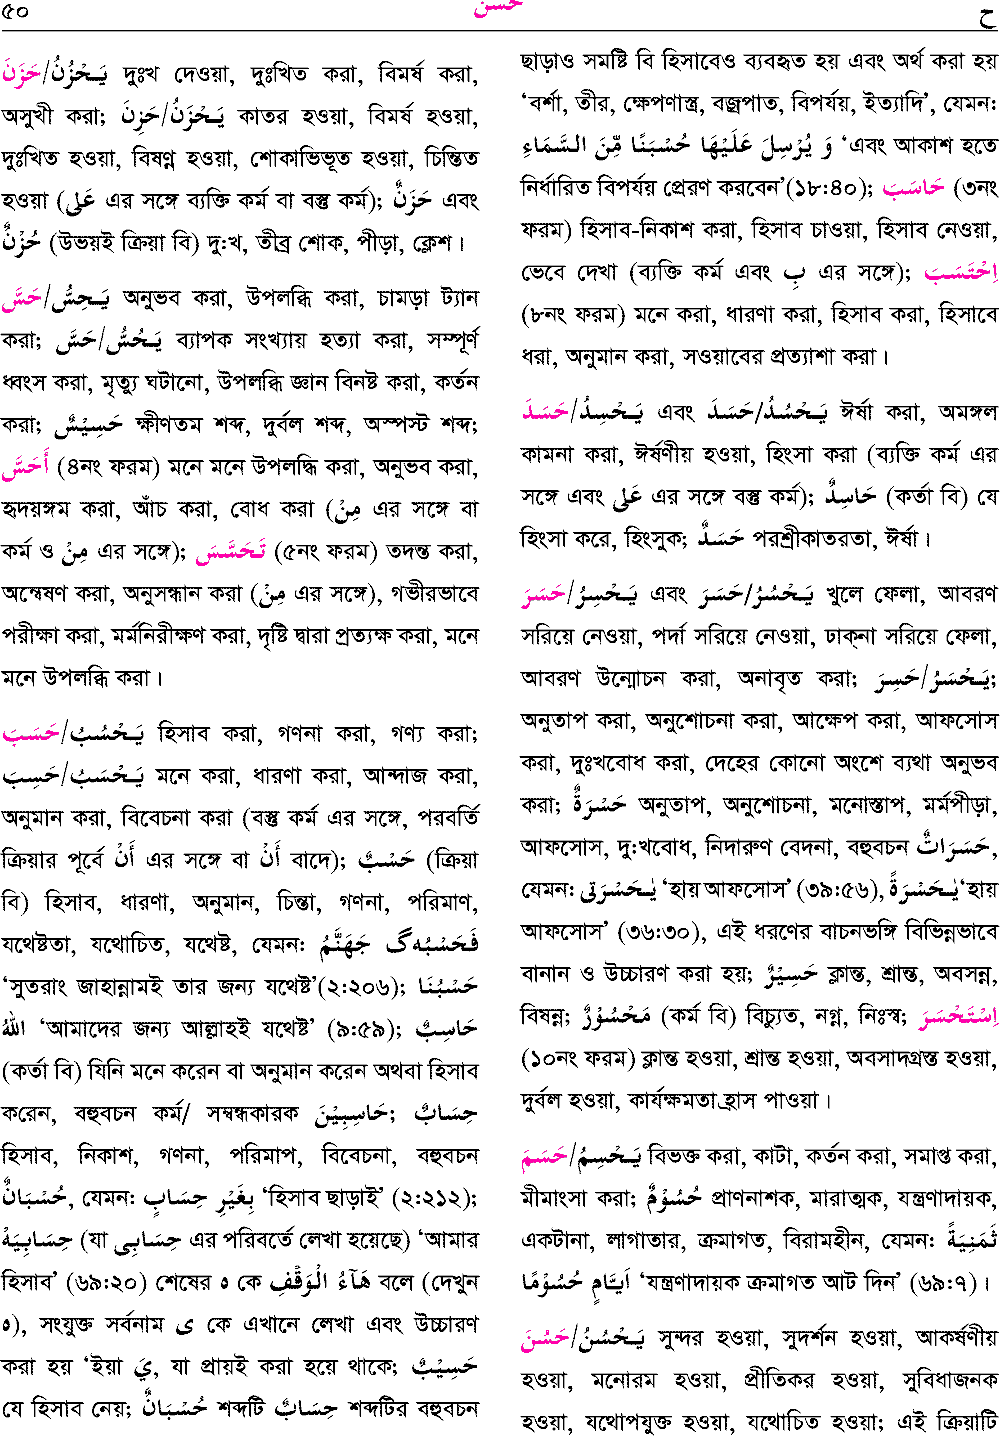 ৫০ حَسُنَ ح
حَزَنَ/يَـحْزُنُ দুঃখ দেওয়া, দুঃখিত করা, বিমর্ষ করা,
অসুখী করা; حَزِنَ/يَـحْزَنُ কাতর হওয়া, বিমর্ষ হওয়া,
দুঃখিত হওয়া, বিষণ্ণ হওয়া, শোকাভিভূত হওয়া, চিন্তিত
হওয়া (عَلٰى এর সঙ্গে ব্যক্তি কর্ম বা বস্তু কর্ম); حَزَنٌ এবং
حُزْنٌ (উভয়ই ক্রিয়া বি) দু:খ, তীব্র শোক, পীড়া, ক্লেশ।
حَسَّ/يَـحِسُّ অনুভব করা, উপলব্ধি করা, চামড়া ট্যান
করা; حَسَّ/يَـحُسُّ ব্যাপক সংখ্যায় হত্যা করা, সম্পূর্ণ
ধ্বংস করা, মৃত্যু ঘটানো, উপলব্ধি জ্ঞান বিনষ্ট করা, কর্তন
করা; حَسِيْسٌ ক্ষীণতম শব্দ, দুর্বল শব্দ, অস্পস্ট শব্দ;
أَحَسَّ (৪নং ফরম) মনে মনে উপলদ্ধি করা, অনুভব করা,
হৃদয়ঙ্গম করা, আঁচ করা, বোধ করা (مِنْ এর সঙ্গে বা
কর্ম ও مِنْ এর সঙ্গে); تَـحَسَّسَ (৫নং ফরম) তদন্ত করা,
অন্বেষণ করা, অনুসন্ধান করা (مِنْ এর সঙ্গে), গভীরভাবে
পরীক্ষা করা, মর্মনিরীক্ষণ করা, দৃষ্টি দ্বারা প্রত্যক্ষ করা, মনে
মনে উপলব্ধি করা।
حَسَبَ/يَـحْسُبُ হিসাব করা, গণনা করা, গণ্য করা;
حَسِبَ/يَـحْسَبُ মনে করা, ধারণা করা, আন্দাজ করা,
অনুমান করা, বিবেচনা করা (বস্তু কর্ম এর সঙ্গে, পরবর্তি
ক্রিয়ার পূর্বে أَنْ এর সঙ্গে বা أَنْ বাদে); حَسْبٌ (ক্রিয়া
বি) হিসাব, ধারণা, অনুমান, চিন্তা, গণনা, পরিমাণ,
যথেষ্টতা, যথোচিত, যথেষ্ট, যেমন: فَحَسْبُهٗ جَهَنَّمُ
‘সুতরাং জাহান্নামই তার জন্য যথেষ্ট’(২:২০৬); حَسْبُنَا
اللهُ ‘আমাদের জন্য আল্লাহই যথেষ্ট’ (৯:৫৯); حَاسِبٌ
(কর্তা বি) যিনি মনে করেন বা অনুমান করেন অথবা হিসাব
করেন, বহুবচন কর্ম/ সম্বন্ধকারক حَاسِبِيْنَ; حِسَابٌ
হিসাব, নিকাশ, গণনা, পরিমাপ, বিবেচনা, বহুবচন
حُسْبَانٌ, যেমন: بِغَيْرِ حِسَابٍ ‘হিসাব ছাড়াই’ (২:২১২);
حِسَابِيَهْ (যা حِسَابِى এর পরিবর্তে লেখা হয়েছে) ‘আমার
হিসাব’ (৬৯:২০) শেষের ه কে هَآءُ الْوَقْفِ বলে (দেখুন
ه), সংযুক্ত সর্বনাম ى কে এখানে লেখা এবং উচ্চারণ
করা হয় ‘ইয়া يَ, যা প্রায়ই করা হয়ে থাকে; حَسِيْبٌ
যে হিসাব নেয়; حُسْبَانٌ শব্দটি حِسَابٌ শব্দটির বহুবচন
ছাড়াও সমষ্টি বি হিসাবেও ব্যবহৃত হয় এবং অর্থ করা হয়
‘বর্শা, তীর, ক্ষেপণাস্ত্র, বজ্রপাত, বিপর্যয়, ইত্যাদি’, যেমন:
وَ يُرْسِلَ عَلَيْهَا حُسْبَنًا مِّنَ السَّمَاءِ ‘এবং আকাশ হতে
নির্ধারিত বিপর্যয় প্রেরণ করবেন’(১৮:৪০); حَاسَبَ (৩নং
ফরম) হিসাব-নিকাশ করা, হিসাব চাওয়া, হিসাব নেওয়া,
ভেবে দেখা (ব্যক্তি কর্ম এবং بِ এর সঙ্গে); اِحْتَسَبَ
(৮নং ফরম) মনে করা, ধারণা করা, হিসাব করা, হিসাবে
ধরা, অনুমান করা, সওয়াবের প্রত্যাশা করা।
حَسَدَ/يَـحْسِدُ এবং حَسَدَ/يَـحْسُدُ ঈর্ষা করা, অমঙ্গল
কামনা করা, ঈর্ষণীয় হওয়া, হিংসা করা (ব্যক্তি কর্ম এর
সঙ্গে এবং عَلٰى এর সঙ্গে বস্তু কর্ম); حَاسِدٌ (কর্তা বি) যে
হিংসা করে, হিংসুক; حَسَدٌ পরশ্রীকাতরতা, ঈর্ষা।
حَسَرَ/يَـحْسِرُ এবং حَسَرَ/يَـحْسُرُ খুলে ফেলা, আবরণ
সরিয়ে নেওয়া, পর্দা সরিয়ে নেওয়া, ঢাক্‌না সরিয়ে ফেলা,
আবরণ উন্মোচন করা, অনাবৃত করা; حَسِرَ/يَـحْسَرُ;
অনুতাপ করা, অনুশোচনা করা, আক্ষেপ করা, আফসোস
করা, দুঃখবোধ করা, দেহের কোনো অংশে ব্যথা অনুভব
করা; حَسْرَةٌ অনুতাপ, অনুশোচনা, মনোস্তাপ, মর্মপীড়া,
আফসোস, দু:খবোধ, নিদারুণ বেদনা, বহুবচন حَسَرَاتٌ,
যেমন: يٰحَسْرَتٰى ‘হায় আফসোস’ (৩৯:৫৬), يٰحَسْرَةً ‘হায়
আফসোস’ (৩৬:৩০), এই ধরণের বাচনভঙ্গি বিভিন্নভাবে
বানান ও উচ্চারণ করা হয়; حَسِيْرٌ ক্লান্ত, শ্রান্ত, অবসন্ন,
বিষন্ন; مَحْسُوْرٌ (কর্ম বি) বিচ্যুত, নগ্ন, নিঃস্ব; اِسْتَحْسَرَ
(১০নং ফরম) ক্লান্ত হওয়া, শ্রান্ত হওয়া, অবসাদগ্রস্ত হওয়া,
দুর্বল হওয়া, কার্যক্ষমতা হ্রাস পাওয়া।
حَسَمَ/يَـحْسِمُ বিভক্ত করা, কাটা, কর্তন করা, সমাপ্ত করা,
মীমাংসা করা; حُسُوْمٌ প্রাণনাশক, মারাত্মক, যন্ত্রণাদায়ক,
একটানা, লাগাতার, ক্রমাগত, বিরামহীন, যেমন: ثَمٰنِيَةً
اَيَّامٍ حُسُوْمًا ‘যন্ত্রণাদায়ক ক্রমাগত আট দিন’ (৬৯:৭)।
حَسُنَ/يَـحْسُنُ সুন্দর হওয়া, সুদর্শন হওয়া, আকর্ষণীয়
হওয়া, মনোরম হওয়া, প্রীতিকর হওয়া, সুবিধাজনক
হওয়া, যথোপযুক্ত হওয়া, যথোচিত হওয়া; এই ক্রিয়াটি